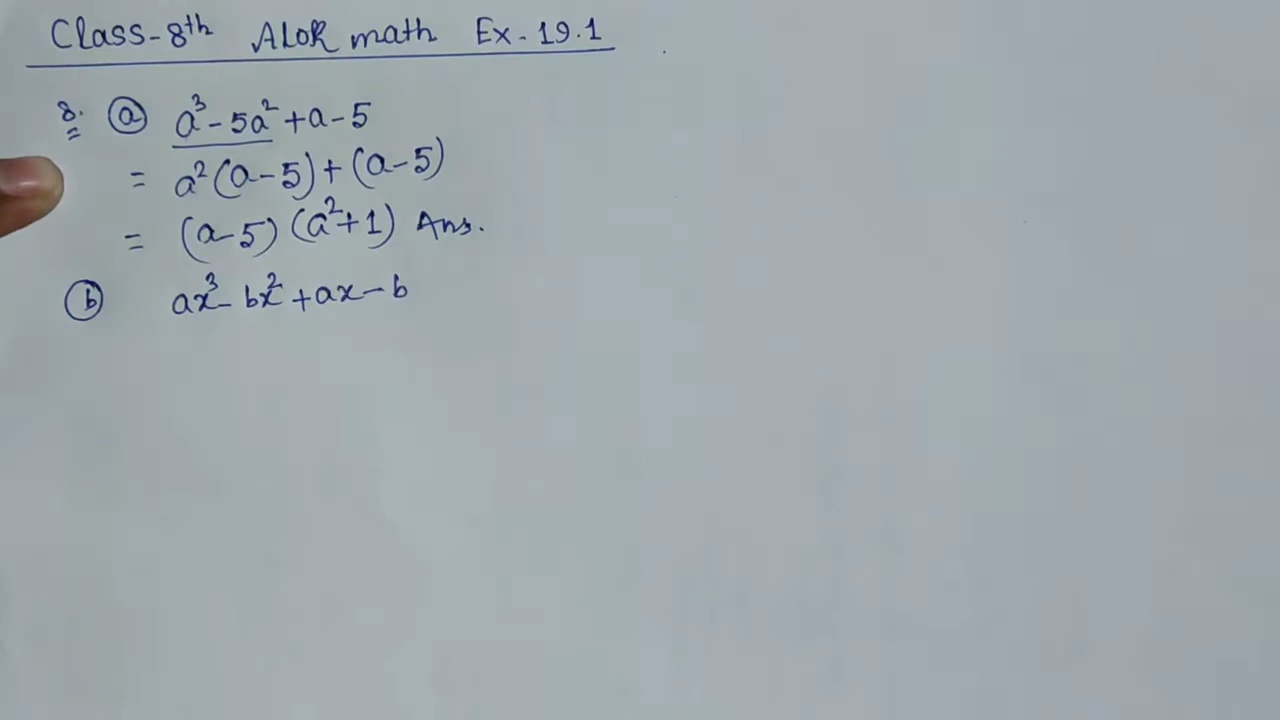 Class-8th ALOK math Ex-19.1
8. (a) a³ - 5a² + a - 5
= a²(a-5) + (a-5)
= (a-5) (a²+1) Ans.
(b) ax³ - bx² + ax - b